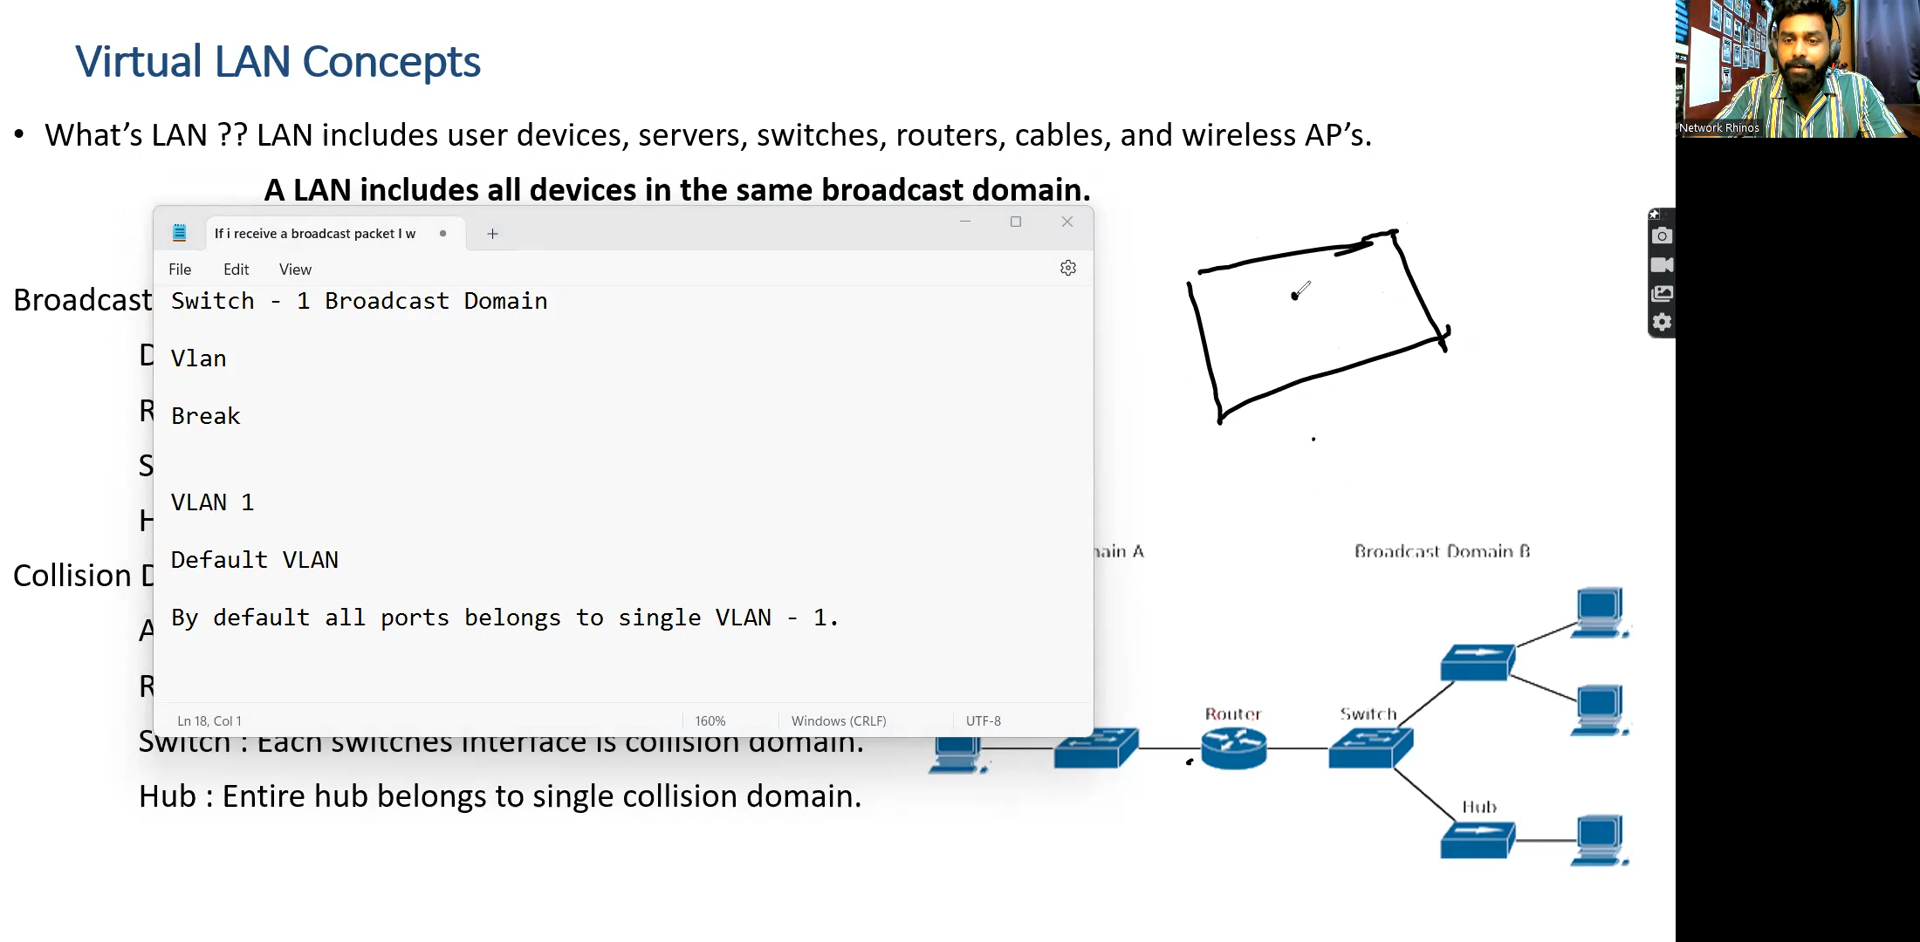 Virtual LAN Concepts
• What’s LAN ?? LAN includes user devices, servers, switches, routers, cables, and wireless AP’s.
A LAN includes all devices in the same broadcast domain.
Network Rhinos
If i receive a broadcast packet I w
File Edit View
Broadcast
Switch - 1 Broadcast Domain
D
Vlan
R
Break
S
VLAN 1
H
Default VLAN
Collision D
By default all ports belongs to single VLAN - 1.
A
R
Ln 18, Col 1 160% Windows (CRLF) UTF-8
Switch : Each switches interface is collision domain.
Hub : Entire hub belongs to single collision domain.
ain A
Broadcast Domain B
Router
Switch
Hub